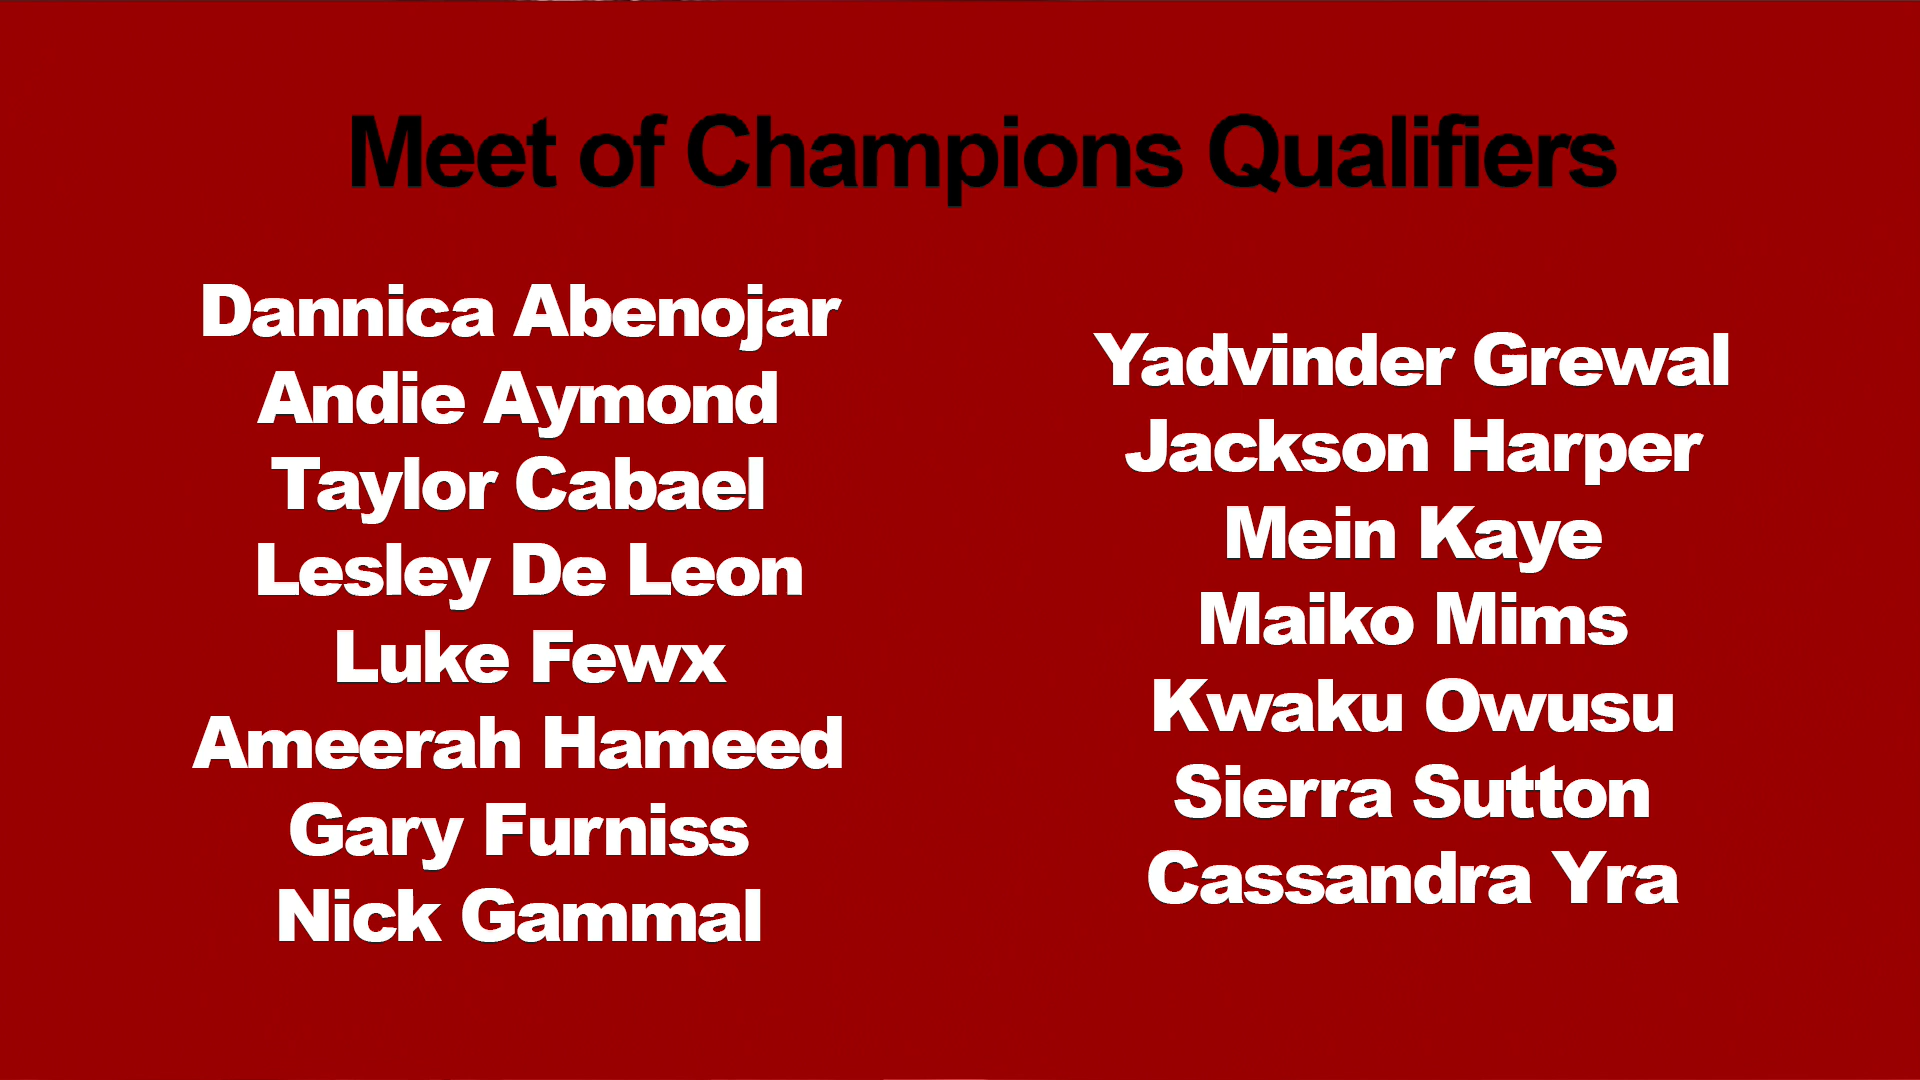 Meet of Champions Qualifiers
Dannica Abenojar
Andie Aymond
Taylor Cabael
Lesley De Leon
Luke Fewx
Ameerah Hameed
Gary Furniss
Nick Gammal
Yadvinder Grewal
Jackson Harper
Mein Kaye
Maiko Mims
Kwaku Owusu
Sierra Sutton
Cassandra Yra